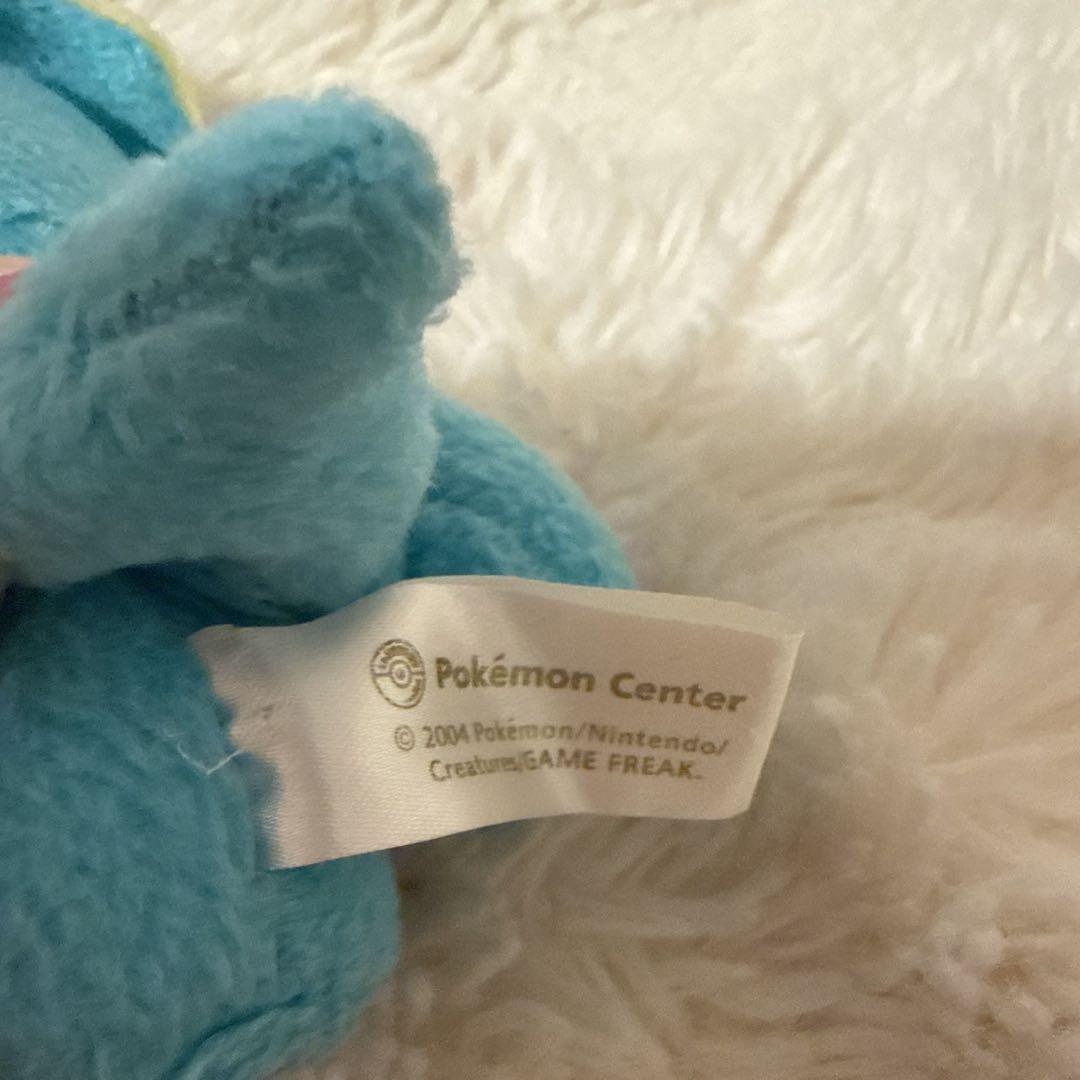 Pokémon Center
© 2004 Pokémon/Nintendo/
Creatures/GAME FREAK.